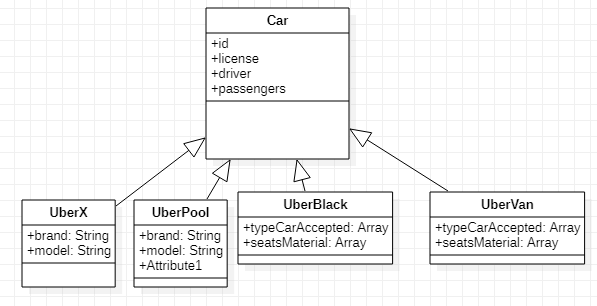 Car
+id
+license
+driver
+passengers
UberX
+brand: String
+model: String
UberPool
+brand: String
+model: String
+Attribute1
UberBlack
+typeCarAccepted: Array
+seatsMaterial: Array
UberVan
+typeCarAccepted: Array
+seatsMaterial: Array